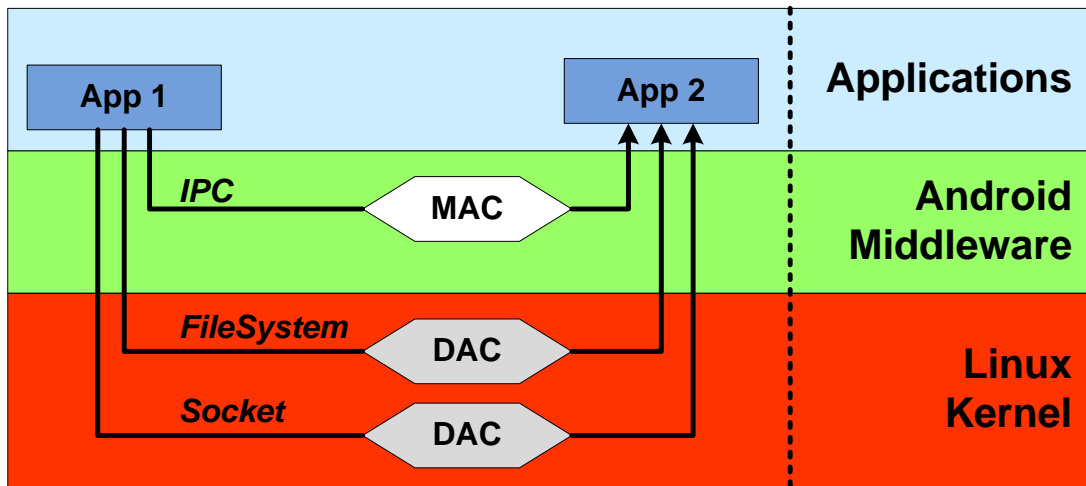 App 1
App 2
Applications
IPC
MAC
Android
Middleware
FileSystem
DAC
Linux
Kernel
Socket
DAC